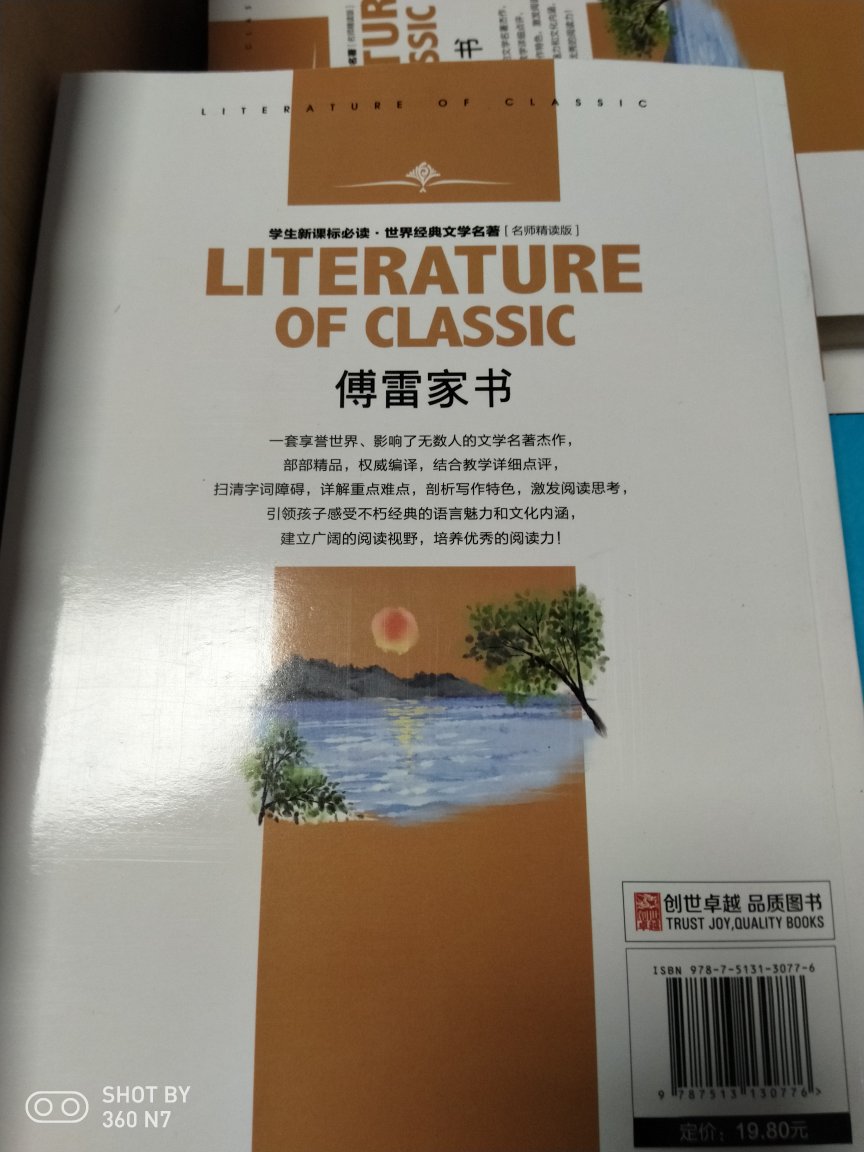 LITERATURE OF CLASSIC
学生新课标必读·世界经典文学名著[名师精读版]
LITERATURE
OF CLASSIC
傅雷家书
一套享誉世界、影响了无数人的文学名著杰作，
部部精品，权威编译，结合教学详细点评，
扫清字词障碍，详解重点难点，剖析写作特色，激发阅读思考，
引领孩子感受不朽经典的语言魅力和文化内涵，
建立广阔的阅读视野，培养优秀的阅读力！
创世卓越 品质图书
TRUST JOY,QUALITY BOOKS
ISBN 978-7-5131-3077-6
9 787513 130776 >
定价：19.80元
SHOT BY
360 N7